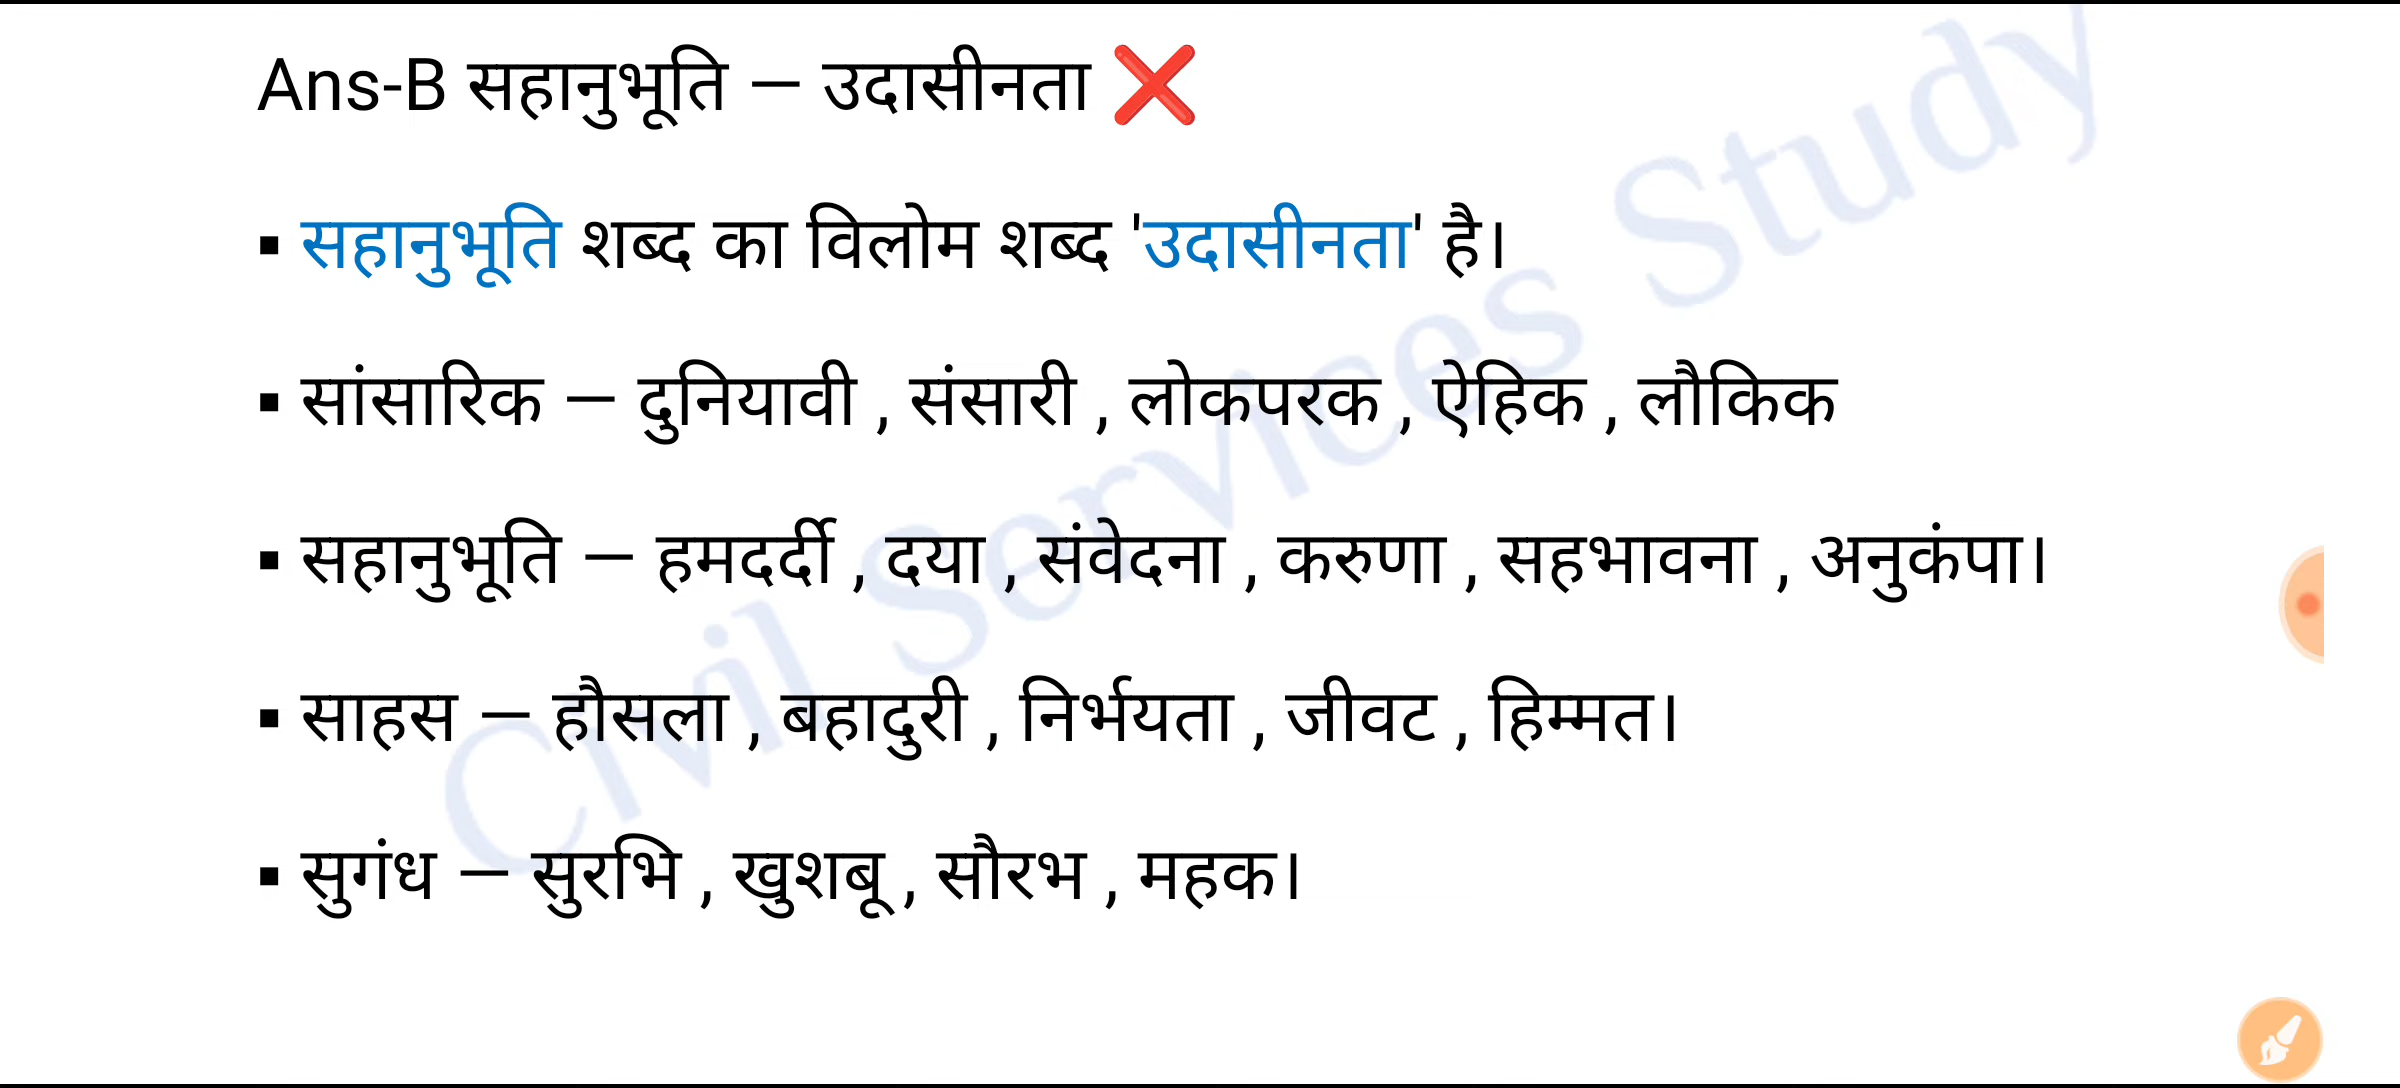 Ans-B सहानुभूति – उदासीनता ❌
▪ सहानुभूति शब्द का विलोम शब्द 'उदासीनता' है।
▪ सांसारिक – दुनियावी , संसारी , लोकपरक , ऐहिक , लौकिक
▪ सहानुभूति – हमदर्दी , दया , संवेदना , करुणा , सहभावना , अनुकंपा।
▪ साहस – हौसला , बहादुरी , निर्भयता , जीवट , हिम्मत।
▪ सुगंध – सुरभि , खुशबू , सौरभ , महक।
Civil Services Study